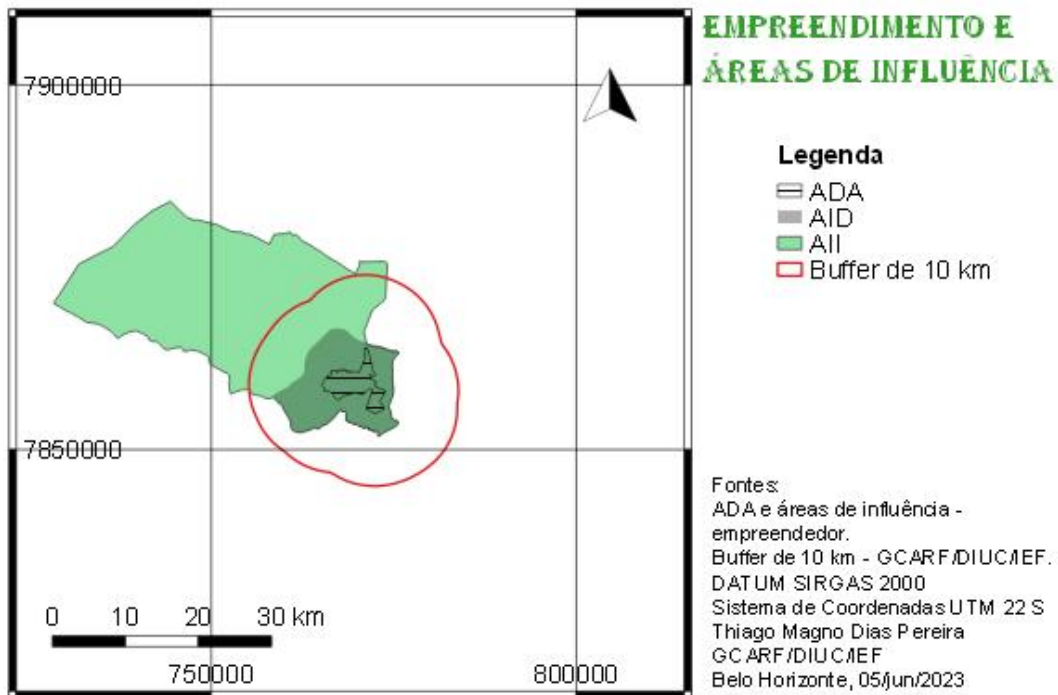 EMPREENDIMENTO E
ÁREAS DE INFLUÊNCIA
7900000
Legenda
ADA
AID
AII
Buffer de 10 km
7850000
Fontes:
ADA e áreas de influência -
empreendedor.
Buffer de 10 km - GCARF/DIUC/IEF.
DATUM SIRGAS 2000
Sistema de Coordenadas UTM 22 S
Thiago Magno Dias Pereira
GCARF/DIUC/IEF
Belo Horizonte, 05/jun/2023
0 10 20 30 km
750000 800000